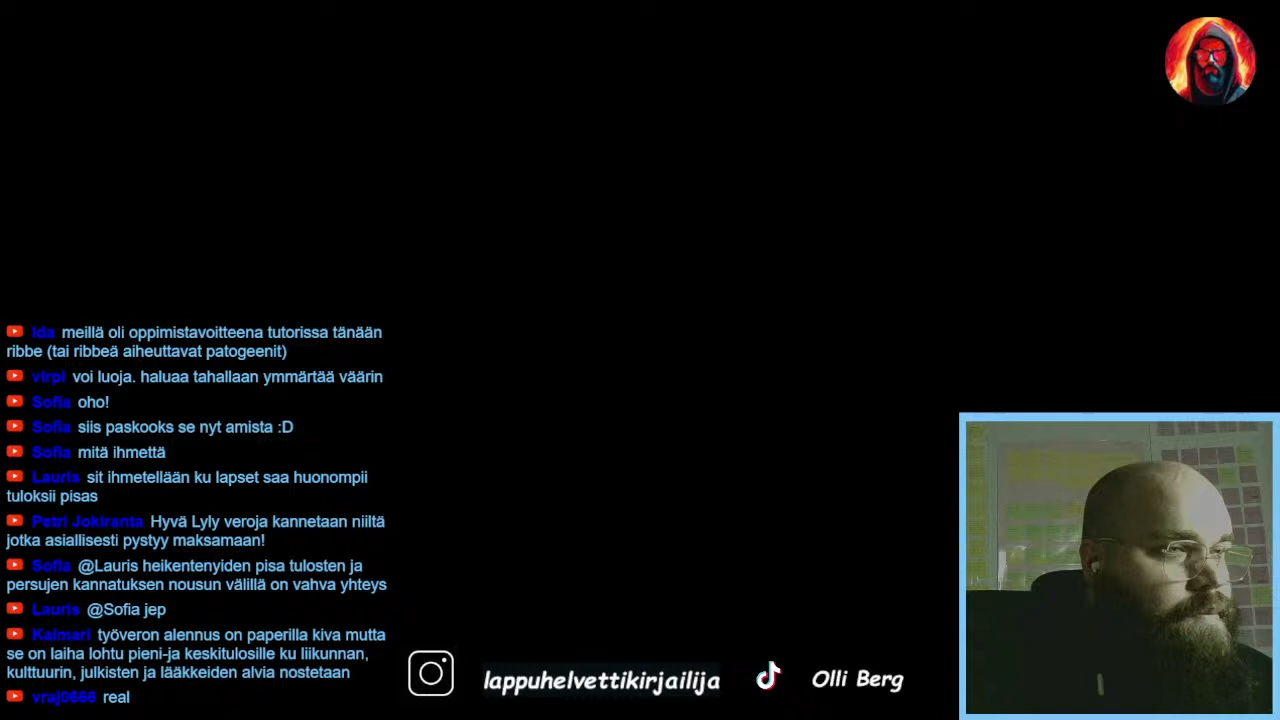 Ida meillä oli oppimistavoitteena tutorissa tänään
ribbe (tai ribbeä aiheuttavat patogeenit)
virpi voi luoja. haluaa tahallaan ymmärtää väärin
Sofia oho!
Sofia siis paskooks se nyt amista :D
Sofia mitä ihmettä
Lauris sit ihmetellään ku lapset saa huonompii
tuloksii pisas
Petri Jokiranta Hyvä Lyly veroja kannetaan niiltä
jotka asiallisesti pystyy maksamaan!
Sofia @Lauris heikentenyiden pisa tulosten ja
persujen kannatuksen nousun välillä on vahva yhteys
Lauris @Sofia jep
Kalmari työveron alennus on paperilla kiva mutta
se on laiha lohtu pieni-ja keskitulosille ku liikunnan,
kulttuurin, julkisten ja lääkkeiden alvia nostetaan
vraj0666 real
lappuhelvettikirjailija
Olli Berg